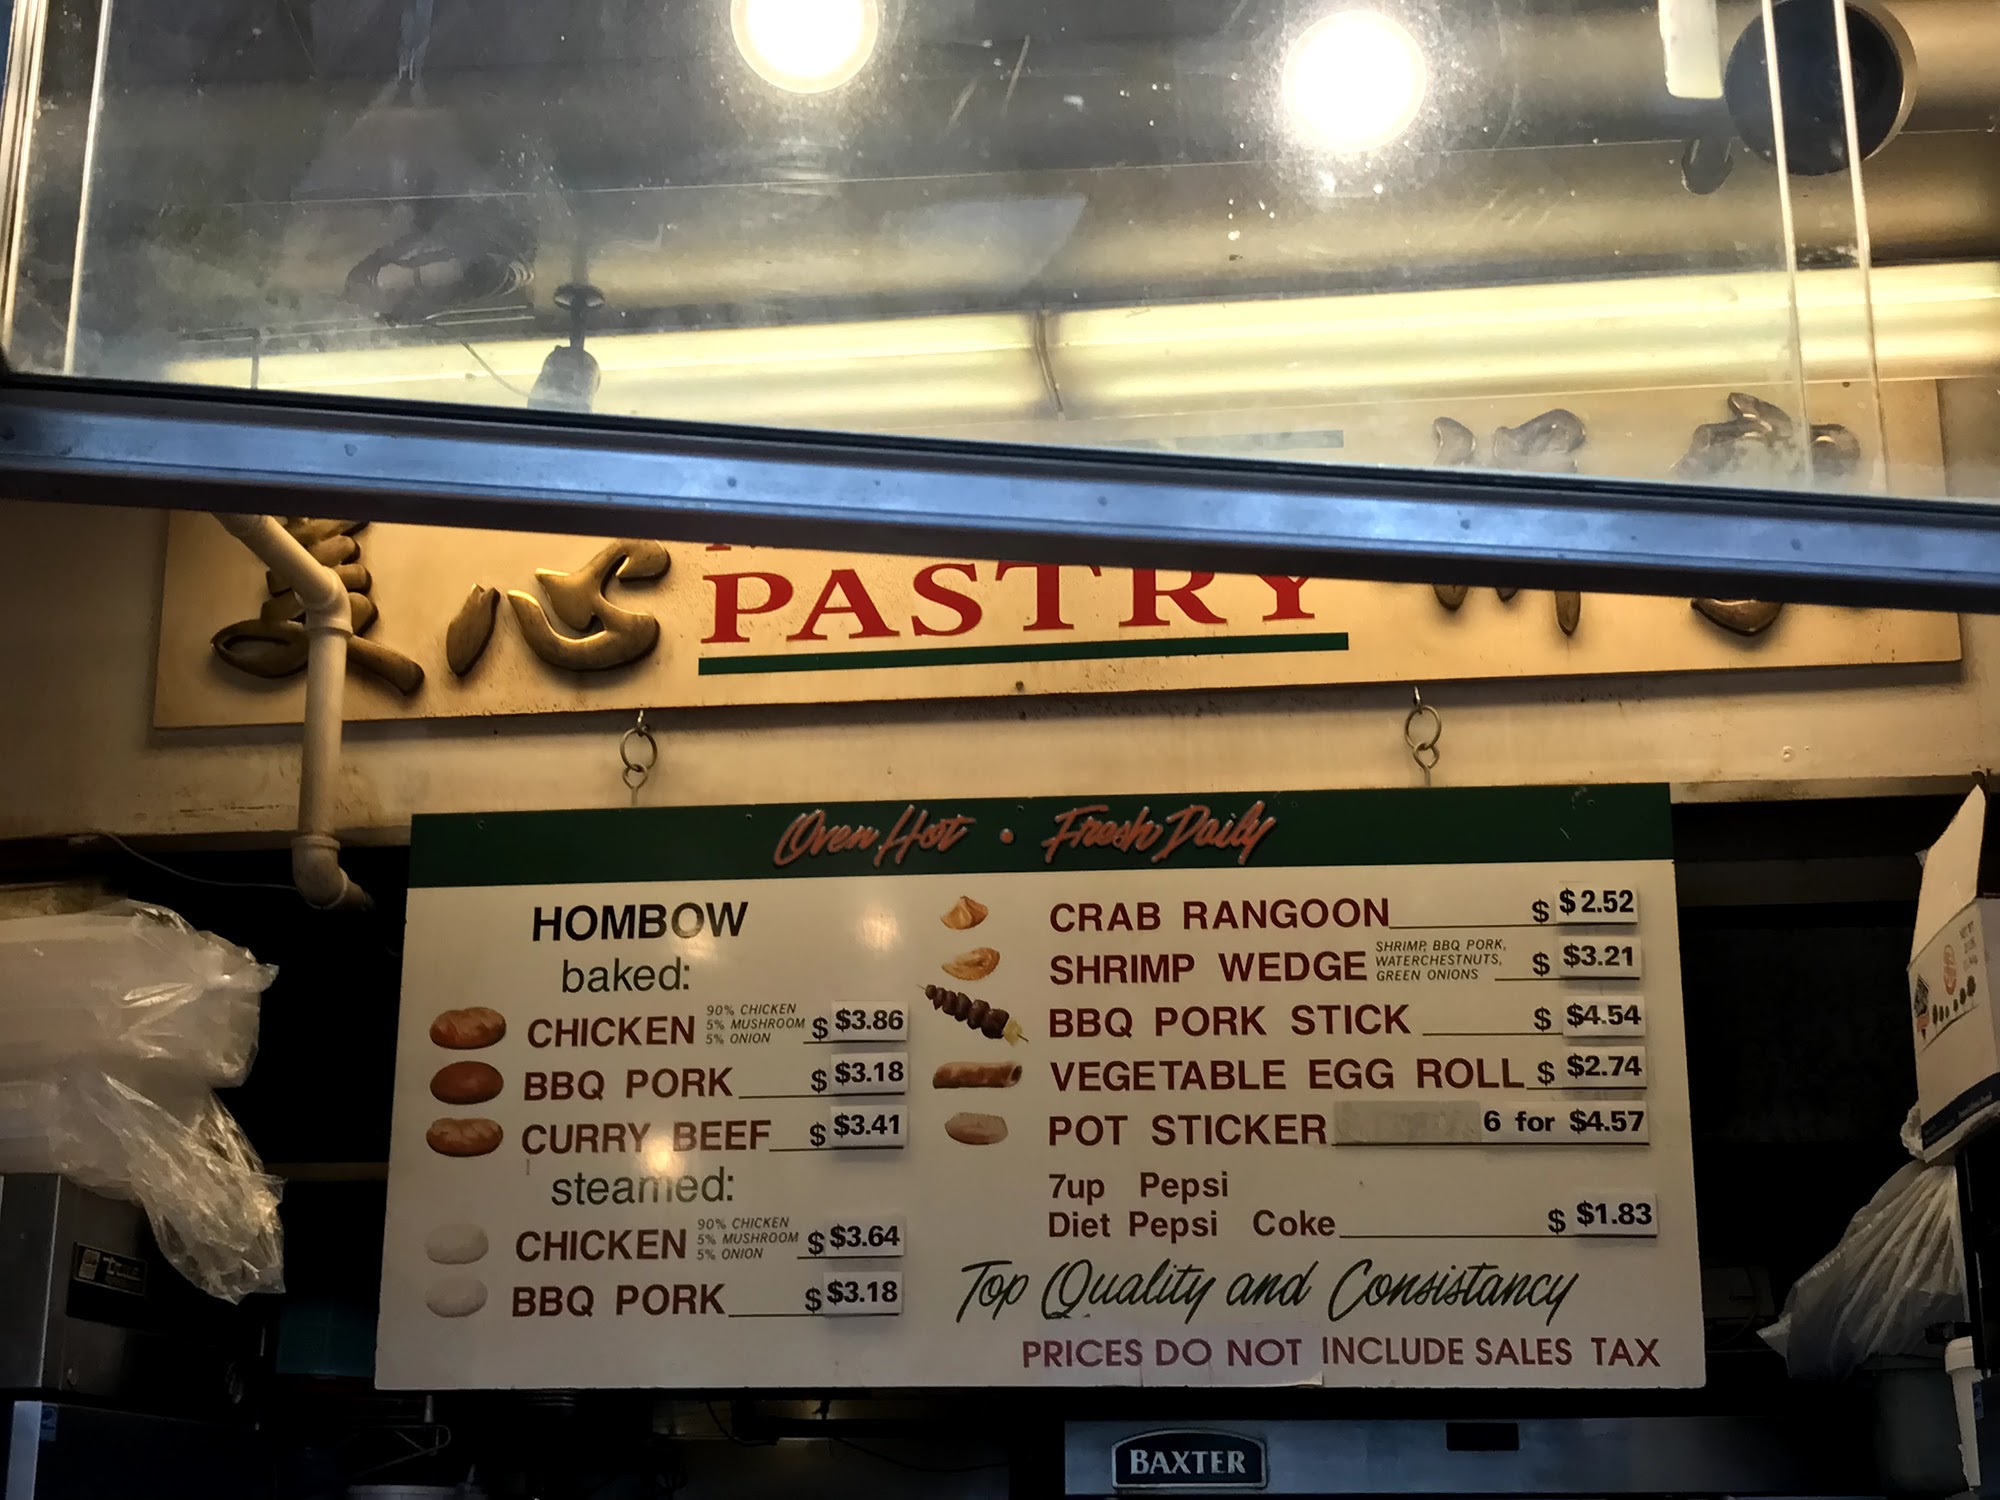 心
PASTRY
Oven Hot • Fresh Daily
HOMBOW
baked:
CHICKEN 90% CHICKEN 5% MUSHROOM 5% ONION $ $3.86
BBQ PORK $ $3.18
CURRY BEEF $ $3.41
steamed:
CHICKEN 90% CHICKEN 5% MUSHROOM 5% ONION $ $3.64
BBQ PORK $ $3.18
CRAB RANGOON $ $2.52
SHRIMP WEDGE SHRIMP, BBQ PORK, WATERCHESTNUTS, GREEN ONIONS $ $3.21
BBQ PORK STICK $ $4.54
VEGETABLE EGG ROLL $ $2.74
POT STICKER 6 for $4.57
7up Pepsi
Diet Pepsi Coke $ $1.83
Top Quality and Consistancy
PRICES DO NOT INCLUDE SALES TAX
true
BAXTER